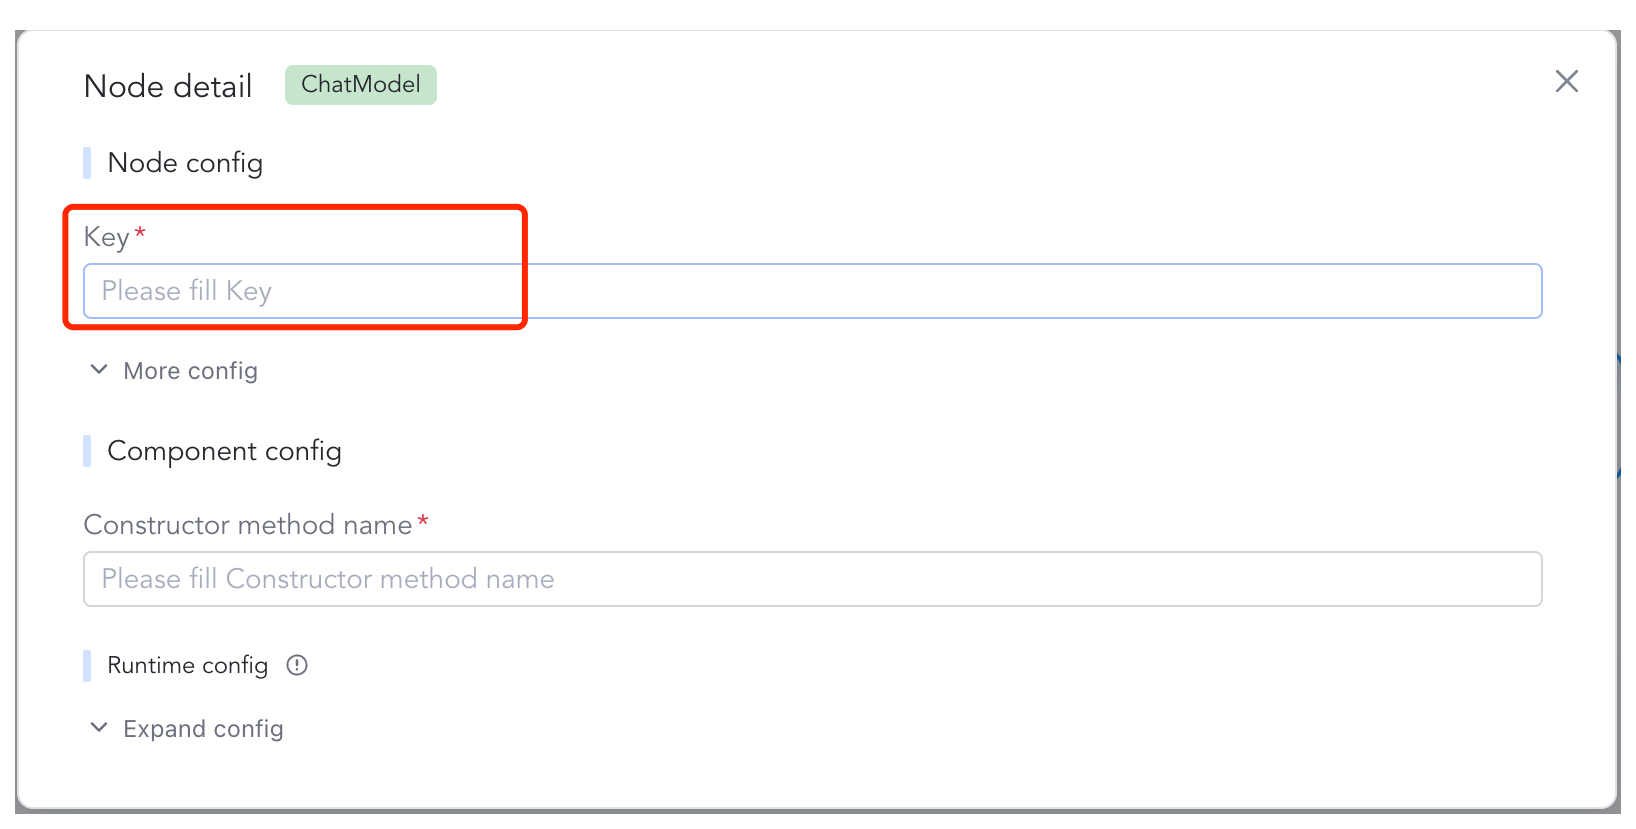 Node detail ChatModel
Node config
Key*
Please fill Key
More config
Component config
Constructor method name*
Please fill Constructor method name
Runtime config
Expand config